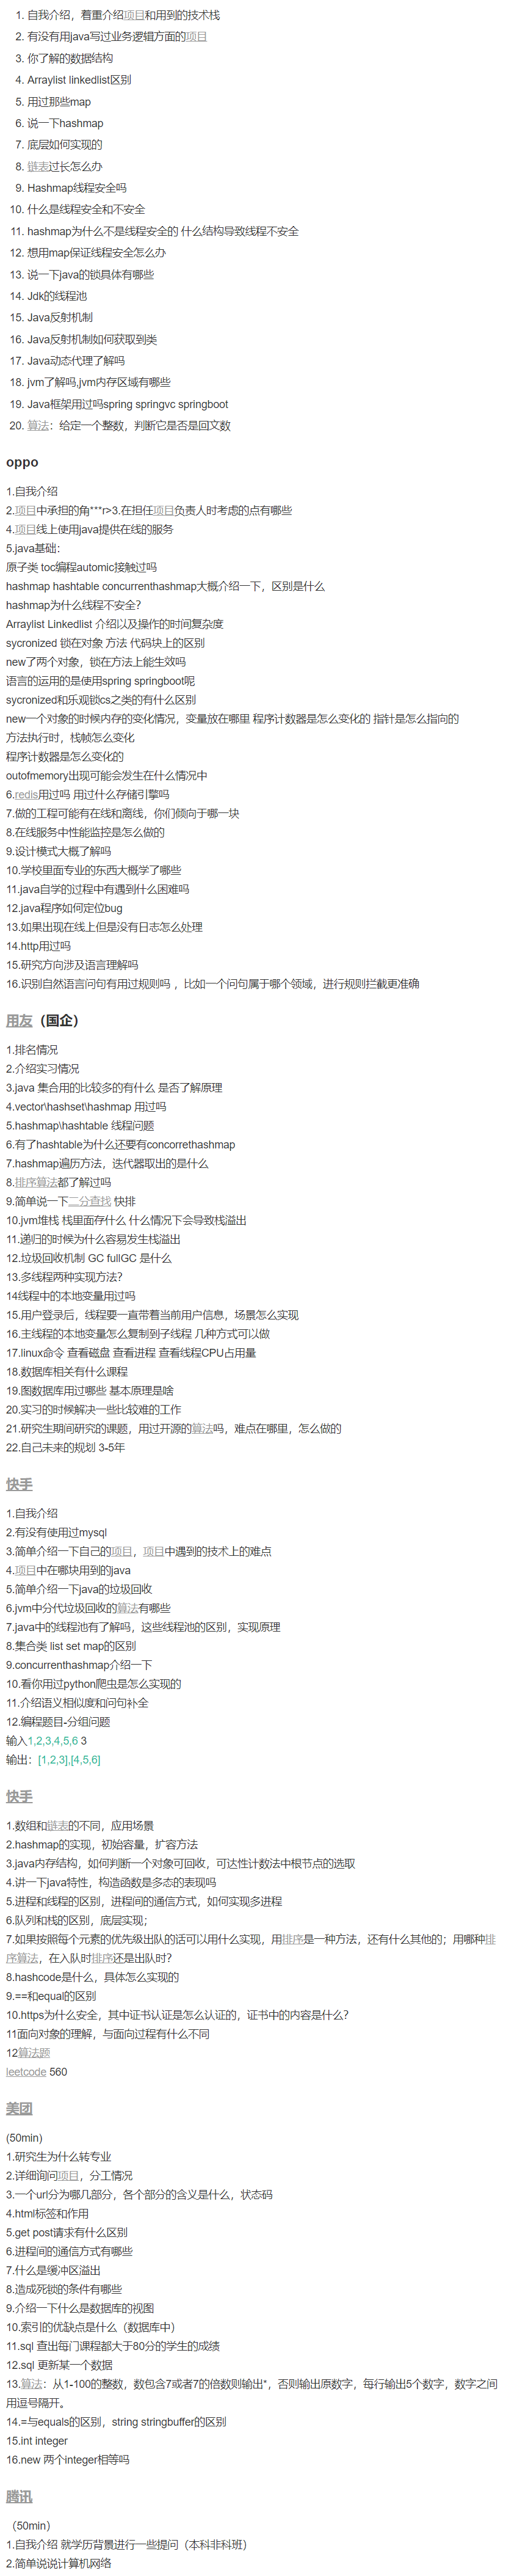 1. 自我介绍，着重介绍项目和用到的技术栈
2. 有没有用java写过业务逻辑方面的项目
3. 你了解的数据结构
4. Arraylist linkedlist区别
5. 用过那些map
6. 说一下hashmap
7. 底层如何实现的
8. 链表过长怎么办
9. Hashmap线程安全吗
10. 什么是线程安全和不安全
11. hashmap为什么不是线程安全的 什么结构导致线程不安全
12. 想用map保证线程安全怎么办
13. 说一下java的锁具体有哪些
14. Jdk的线程池
15. Java反射机制
16. Java反射机制如何获取到类
17. Java动态代理了解吗
18. jvm了解吗,jvm内存区域有哪些
19. Java框架用过吗spring springvc springboot
20. 算法：给定一个整数，判断它是否是回文数
oppo
1.自我介绍
2.项目中承担的角***r>3.在担任项目负责人时考虑的点有哪些
4.项目线上使用java提供在线的服务
5.java基础：
原子类 toc编程automic接触过吗
hashmap hashtable concurrenthashmap大概介绍一下，区别是什么
hashmap为什么线程不安全？
Arraylist Linkedlist 介绍以及操作的时间复杂度
sycronized 锁在对象 方法 代码块上的区别
new了两个对象，锁在方法上能生效吗
语言的运用的是使用spring springboot呢
sycronized和乐观锁cs之类的有什么区别
new一个对象的时候内存的变化情况，变量放在哪里 程序计数器是怎么变化的 指针是怎么指向的
方法执行时，栈帧怎么变化
程序计数器是怎么变化的
outofmemory出现可能会发生在什么情况中
6.redis用过吗 用过什么存储引擎吗
7.做的工程可能有在线和离线，你们倾向于哪一块
8.在线服务中性能监控是怎么做的
9.设计模式大概了解吗
10.学校里面专业的东西大概学了哪些
11.java自学的过程中有遇到什么困难吗
12.java程序如何定位bug
13.如果出现在线上但是没有日志怎么处理
14.http用过吗
15.研究方向涉及语言理解吗
16.识别自然语言问句有用过规则吗 ，比如一个问句属于哪个领域，进行规则拦截更准确
用友（国企）
1.排名情况
2.介绍实习情况
3.java 集合用的比较多的有什么 是否了解原理
4.vector\hashset\hashmap 用过吗
5.hashmap\hashtable 线程问题
6.有了hashtable为什么还要有concorrethashmap
7.hashmap遍历方法，迭代器取出的是什么
8.排序算法都了解过吗
9.简单说一下二分查找 快排
10.jvm堆栈 栈里面存什么 什么情况下会导致栈溢出
11.递归的时候为什么容易发生栈溢出
12.垃圾回收机制 GC fullGC 是什么
13.多线程两种实现方法？
14线程中的本地变量用过吗
15.用户登录后，线程要一直带着当前用户信息，场景怎么实现
16.主线程的本地变量怎么复制到子线程 几种方式可以做
17.linux命令 查看磁盘 查看进程 查看线程CPU占用量
18.数据库相关有什么课程
19.图数据库用过哪些 基本原理是啥
20.实习的时候解决一些比较难的工作
21.研究生期间研究的课题，用过开源的算法吗，难点在哪里，怎么做的
22.自己未来的规划 3-5年
快手
1.自我介绍
2.有没有使用过mysql
3.简单介绍一下自己的项目，项目中遇到的技术上的难点
4.项目中在哪块用到的java
5.简单介绍一下java的垃圾回收
6.jvm中分代垃圾回收的算法有哪些
7.java中的线程池有了解吗，这些线程池的区别，实现原理
8.集合类 list set map的区别
9.concurrenthashmap介绍一下
10.看你用过python爬虫是怎么实现的
11.介绍语义相似度和问句补全
12.编程题目-分组问题
输入1,2,3,4,5,6 3
输出：[1,2,3],[4,5,6]
快手
1.数组和链表的不同，应用场景
2.hashmap的实现，初始容量，扩容方法
3.java内存结构，如何判断一个对象可回收，可达性计数法中根节点的选取
4.讲一下java特性，构造函数是多态的表现吗
5.进程和线程的区别，进程间的通信方式，如何实现多进程
6.队列和栈的区别，底层实现；
7.如果按照每个元素的优先级出队的话可以用什么实现，用排序是一种方法，还有什么其他的；用哪种排
序算法，在入队时排序还是出队时？
8.hashcode是什么，具体怎么实现的
9.==和equal的区别
10.https为什么安全，其中证书认证是怎么认证的，证书中的内容是什么？
11面向对象的理解，与面向过程有什么不同
12算法题
leetcode 560
美团
(50min)
1.研究生为什么转专业
2.详细询问项目，分工情况
3.一个url分为哪几部分，各个部分的含义是什么，状态码
4.html标签和作用
5.get post请求有什么区别
6.进程间的通信方式有哪些
7.什么是缓冲区溢出
8.造成死锁的条件有哪些
9.介绍一下什么是数据库的视图
10.索引的优缺点是什么（数据库中）
11.sql 查出每门课程都大于80分的学生的成绩
12.sql 更新某一个数据
13.算法：从1-100的整数，数包含7或者7的倍数则输出*，否则输出原数字，每行输出5个数字，数字之间
用逗号隔开。
14.=与equals的区别，string stringbuffer的区别
15.int integer
16.new 两个integer相等吗
腾讯
（50min）
1.自我介绍 就学历背景进行一些提问（本科非科班）
2.简单说说计算机网络